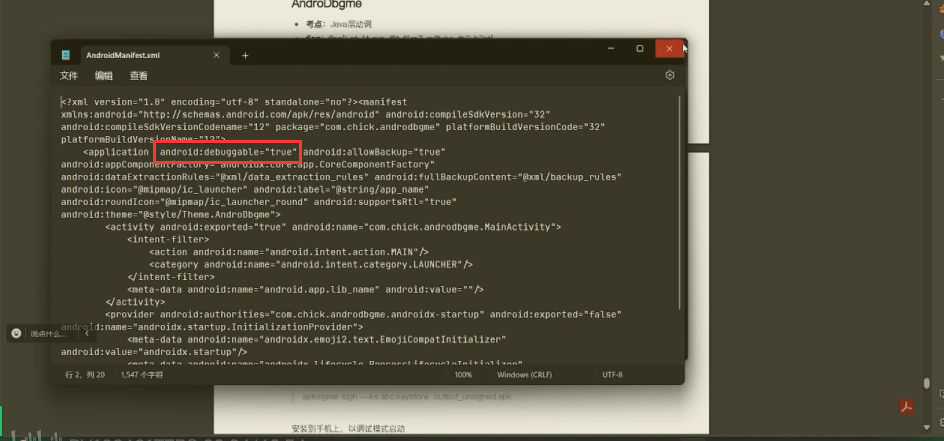 AndroDbgme
考点：Java层动调
AndroidManifest.xml
文件 编辑 查看
<?xml version="1.0" encoding="utf-8" standalone="no"?><manifest
xmlns:android="http://schemas.android.com/apk/res/android" android:compileSdkVersion="32"
android:compileSdkVersionCodename="12" package="com.chick.androdbgme" platformBuildVersionCode="32"
platformBuildVersionName="12">
<application android:debuggable="true" android:allowBackup="true"
android:appComponentFactory="androidx.core.app.CoreComponentFactory"
android:dataExtractionRules="@xml/data_extraction_rules" android:fullBackupContent="@xml/backup_rules"
android:icon="@mipmap/ic_launcher" android:label="@string/app_name"
android:roundIcon="@mipmap/ic_launcher_round" android:supportsRtl="true"
android:theme="@style/Theme.AndroDbgme">
<activity android:exported="true" android:name="com.chick.androdbgme.MainActivity">
<intent-filter>
<action android:name="android.intent.action.MAIN"/>
<category android:name="android.intent.category.LAUNCHER"/>
</intent-filter>
<meta-data android:name="android.app.lib_name" android:value=""/>
</activity>
<provider android:authorities="com.chick.androdbgme.androidx-startup" android:exported="false"
android:name="androidx.startup.InitializationProvider">
说点什么...
<meta-data android:name="androidx.emoji2.text.EmojiCompatInitializer"
android:value="androidx.startup"/>
<meta-data android:name="androidx.lifecycle.ProcessLifecycleInitializer"
行 2，列 20 1,547 个字符 100% Windows (CRLF) UTF-8
apksigner sign --ks abc.keystone output_unsigned.apk
安装到手机上，以调试模式启动